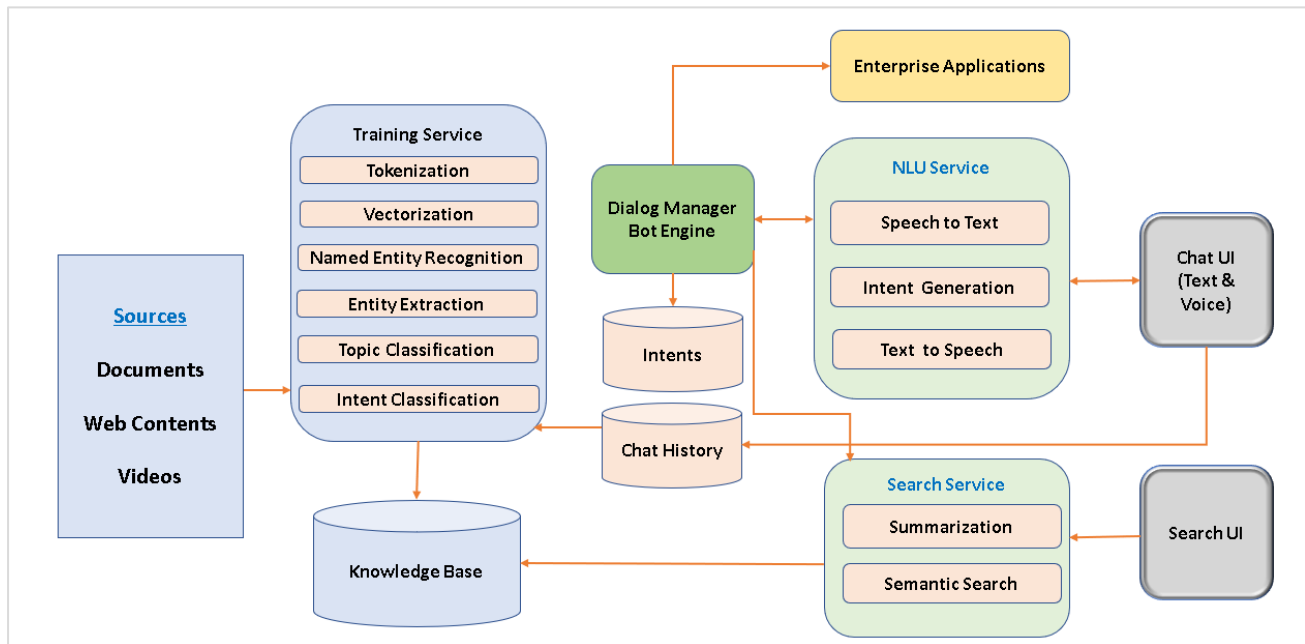 Sources
Documents
Web Contents
Videos
Training Service
Tokenization
Vectorization
Named Entity Recognition
Entity Extraction
Topic Classification
Intent Classification
Knowledge Base
Enterprise Applications
Dialog Manager
Bot Engine
Intents
Chat History
NLU Service
Speech to Text
Intent Generation
Text to Speech
Chat UI
(Text &
Voice)
Search Service
Summarization
Semantic Search
Search UI